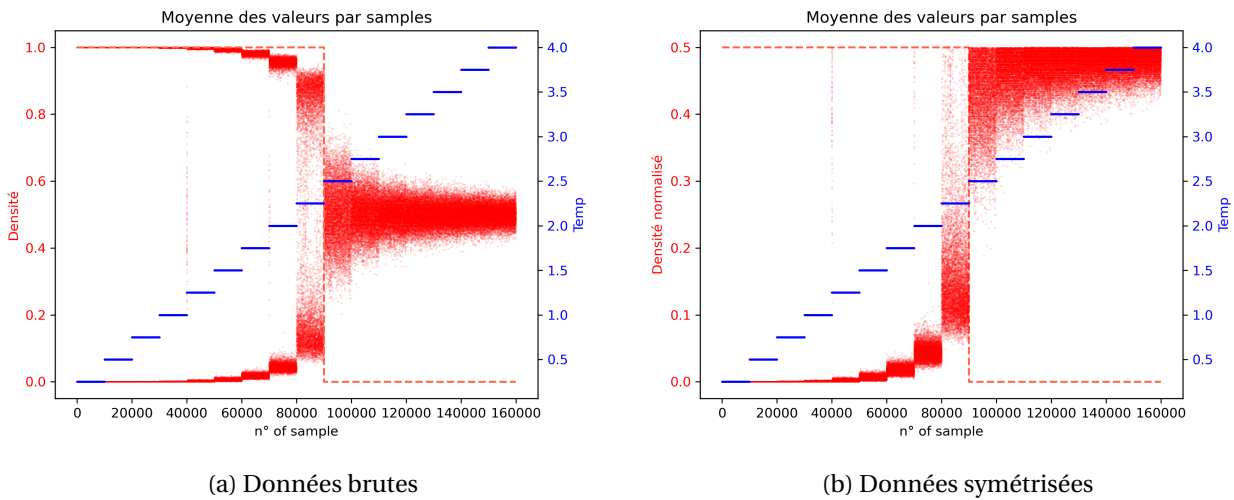 Moyenne des valeurs par samples
1.0
0.8
0.6
0.4
0.2
0.0
Densité
4.0
3.5
3.0
2.5
2.0
1.5
1.0
0.5
Temp
0 20000 40000 60000 80000 100000 120000 140000 160000
n° of sample
(a) Données brutes
Moyenne des valeurs par samples
0.5
0.4
0.3
0.2
0.1
0.0
Densité normalisé
4.0
3.5
3.0
2.5
2.0
1.5
1.0
0.5
Temp
0 20000 40000 60000 80000 100000 120000 140000 160000
n° of sample
(b) Données symétrisées